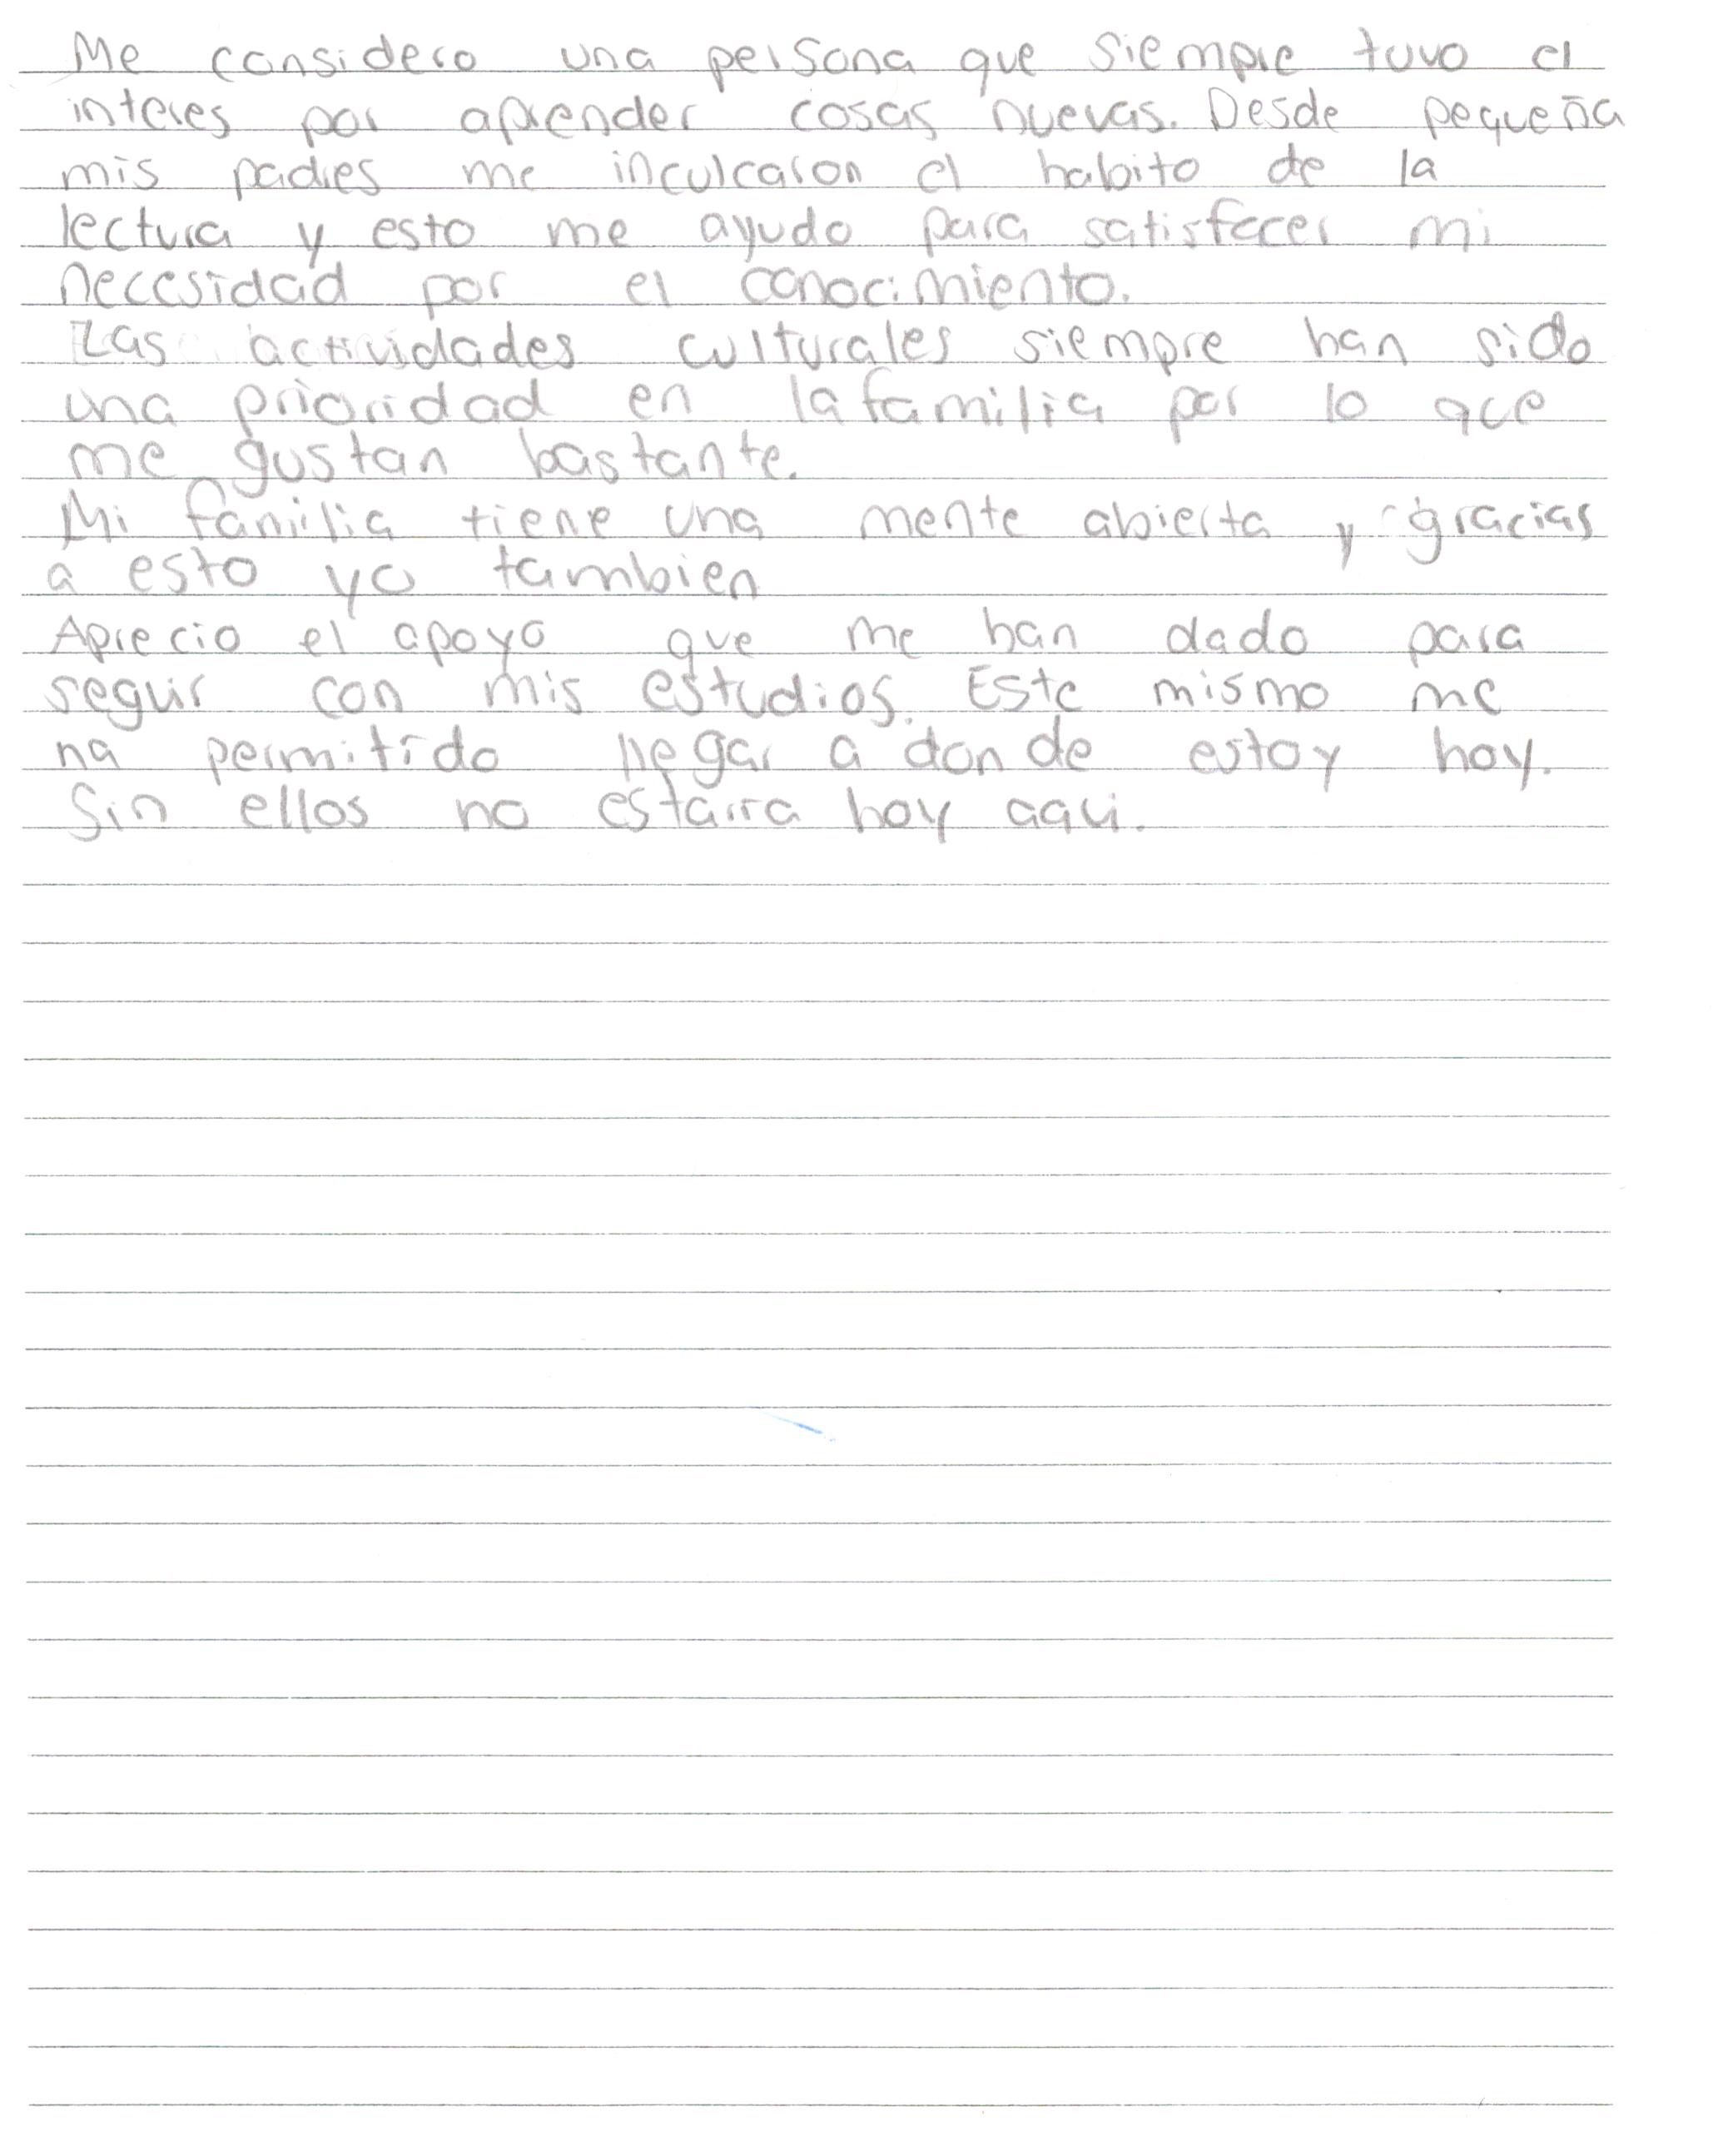 Me considero una persona que siempre tuvo el
interes por aprender cosas nuevas. Desde pequeña
mis padres me inculcaron el habito de la
lectura y esto me ayudo para satisfacer mi
necesidad por el conocimiento.
Las actividades culturales siempre han sido
una prioridad en la familia por lo que
me gustan bastante.
Mi familia tiene una mente abierta y gracias
a esto yo tambien
Aprecio el apoyo que me han dado para
seguir con mis estudios. Este mismo me
ha permitido llegar a donde estoy hoy.
Sin ellos no estaria hoy aqui.